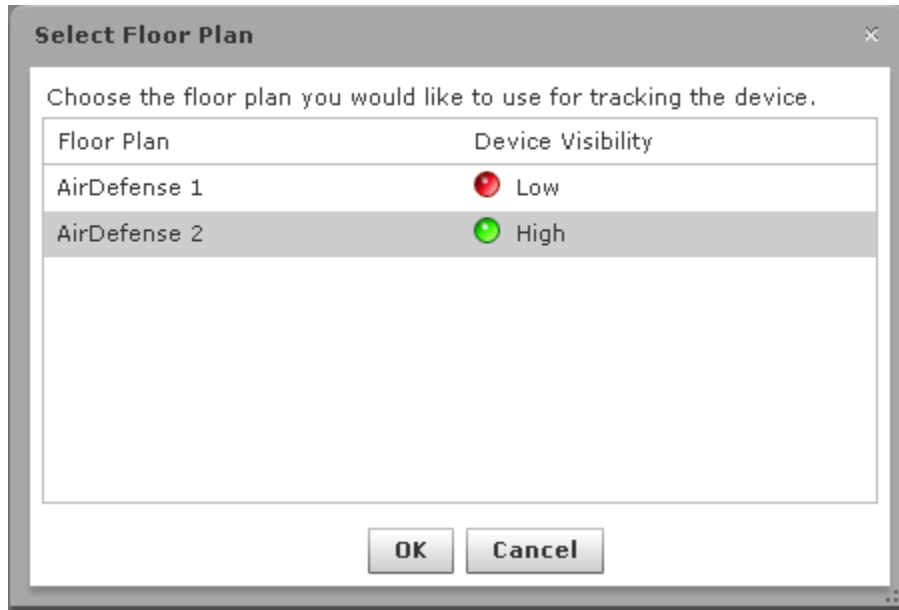 Select Floor Plan
Choose the floor plan you would like to use for tracking the device.
Floor Plan Device Visibility
AirDefense 1 Low
AirDefense 2 High
OK Cancel